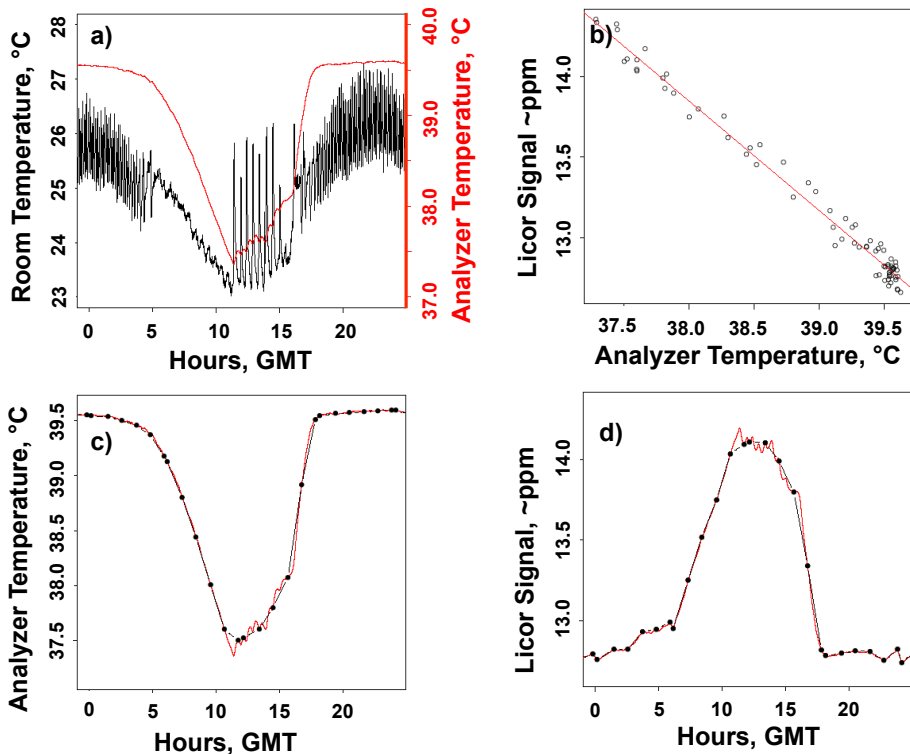 a)
Room Temperature, °C
23 24 25 26 27 28
Analyzer Temperature, °C
37.0 38.0 39.0 40.0
0 5 10 15 20
Hours, GMT
b)
Licor Signal ~ppm
13.0 13.5 14.0
37.5 38.0 38.5 39.0 39.5
Analyzer Temperature, °C
c)
Analyzer Temperature, °C
37.5 38.0 38.5 39.0 39.5
0 5 10 15 20
Hours, GMT
d)
Licor Signal, ~ppm
13.0 13.5 14.0
0 5 10 15 20
Hours, GMT